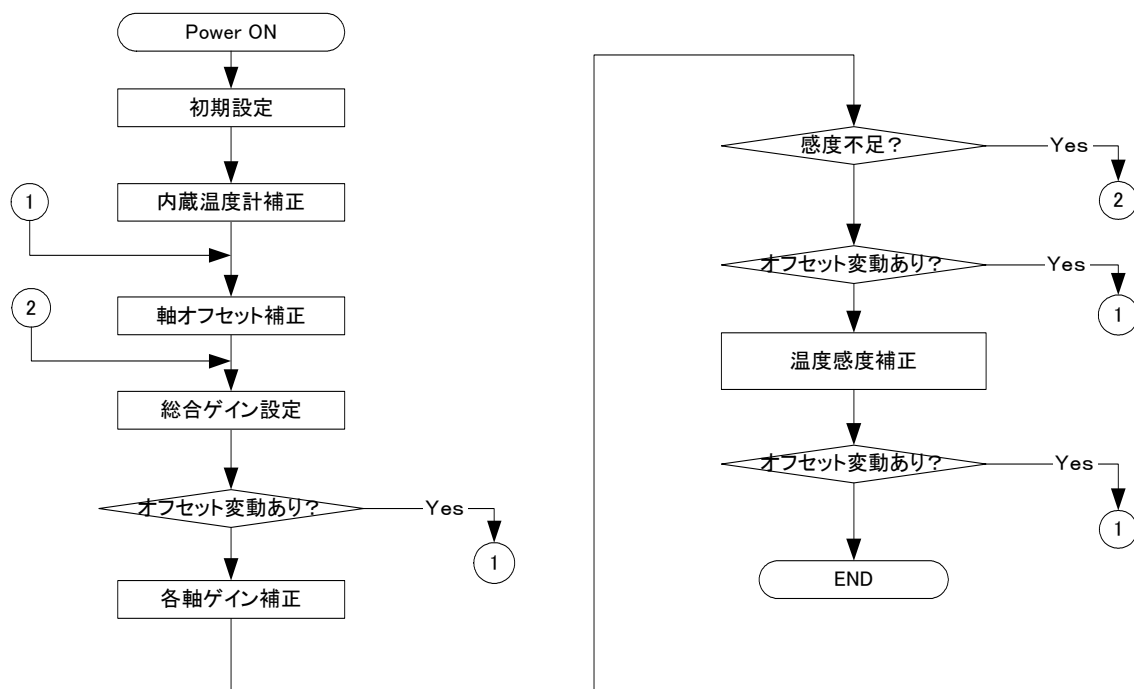 Power ON
初期設定
内蔵温度計補正
1
軸オフセット補正
2
総合ゲイン設定
オフセット変動あり?
Yes
1
各軸ゲイン補正
感度不足?
Yes
2
オフセット変動あり?
Yes
1
温度感度補正
オフセット変動あり?
Yes
1
END